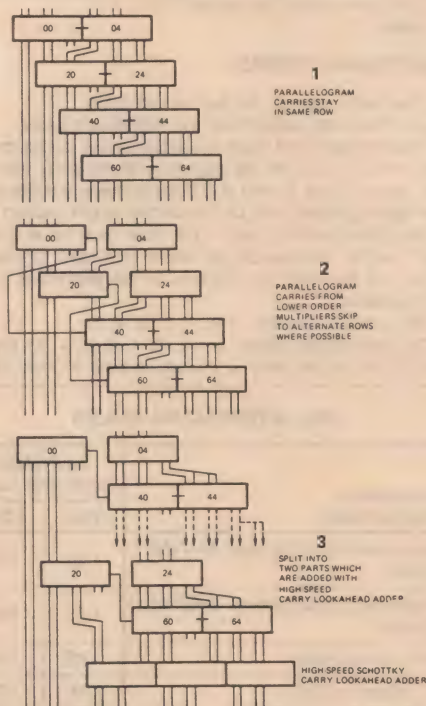 00 04
20 24
40 44
60 64
1
PARALLELOGRAM
CARRIES STAY
IN SAME ROW
00 04
20 24
40 44
60 64
2
PARALLELOGRAM
CARRIES FROM
LOWER ORDER
MULTIPLIERS SKIP
TO ALTERNATE ROWS
WHERE POSSIBLE
00 04
40 44
3
SPLIT INTO
TWO PARTS WHICH
ARE ADDED WITH
HIGH SPEED
CARRY LOOKAHEAD ADDER
20 24
60 64
HIGH SPEED SCHOTTKY
CARRY LOOKAHEAD ADDER